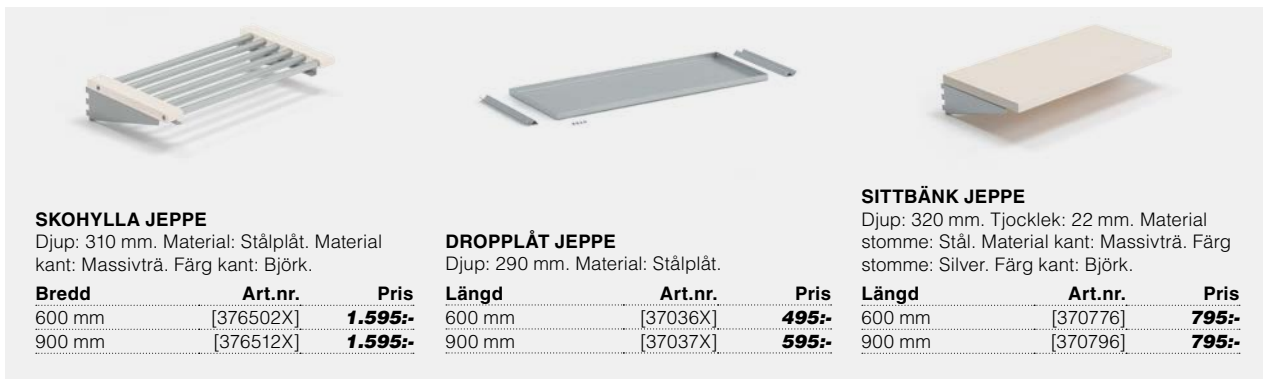 SKOHYLLA JEPPE
Djup: 310 mm. Material: Stålplåt. Material
kant: Massivträ. Färg kant: Björk.
Bredd Art.nr. Pris
600 mm [376502X] 1.595:-
900 mm [376512X] 1.595:-
DROPPLÅT JEPPE
Djup: 290 mm. Material: Stålplåt.
Längd Art.nr. Pris
600 mm [37036X] 495:-
900 mm [37037X] 595:-
SITTBÄNK JEPPE
Djup: 320 mm. Tjocklek: 22 mm. Material
stomme: Stål. Material kant: Massivträ. Färg
stomme: Silver. Färg kant: Björk.
Längd Art.nr. Pris
600 mm [370776] 795:-
900 mm [370796] 795:-